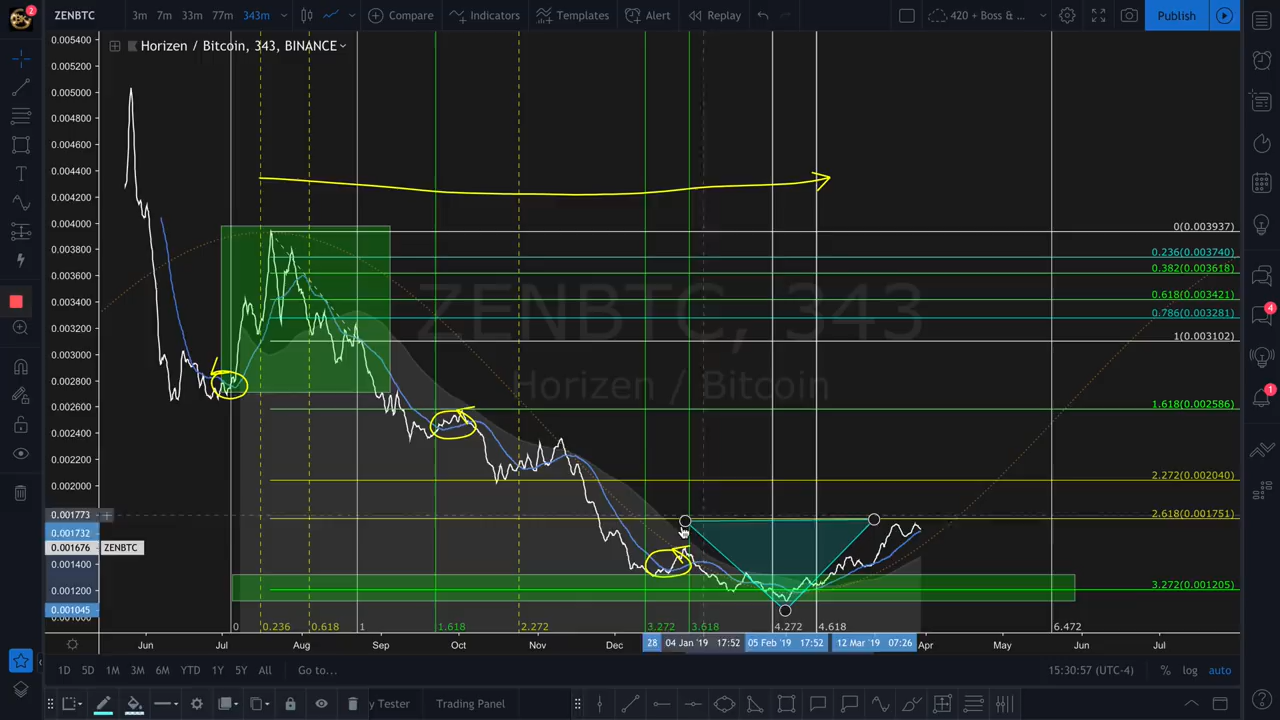 2
ZENBTC
3m
7m
33m
77m
343m
Compare
Indicators
Templates
Alert
Replay
420 + Boss & ...
Publish
Horizen / Bitcoin, 343, BINANCE
0.005400
0.005200
0.005000
0.004800
0.004600
0.004400
0.004200
0.004000
0.003800
0.003600
0.003400
0.003200
0.003000
0.002800
0.002600
0.002400
0.002200
0.002000
0.001773
0.001732
0.001676 ZENBTC
0.001400
0.001200
0.001045
ZENBTC, 343
Horizen / Bitcoin
0(0.003937)
0.236(0.003740)
0.382(0.003618)
0.618(0.003421)
0.786(0.003281)
1(0.003102)
1.618(0.002586)
2.272(0.002040)
2.618(0.001751)
3.272(0.001205)
0
0.236
0.618
1
1.618
2.272
3.272
3.618
4.272
4.618
6.472
Jun
Jul
Aug
Sep
Oct
Nov
Dec
28
04 Jan '19 17:52
05 Feb '19 17:52
12 Mar '19 07:26
Apr
May
Jun
Jul
1D
5D
1M
3M
6M
YTD
1Y
5Y
All
Go to...
15:30:57 (UTC-4)
%
log
auto
y Tester
Trading Panel
4
1